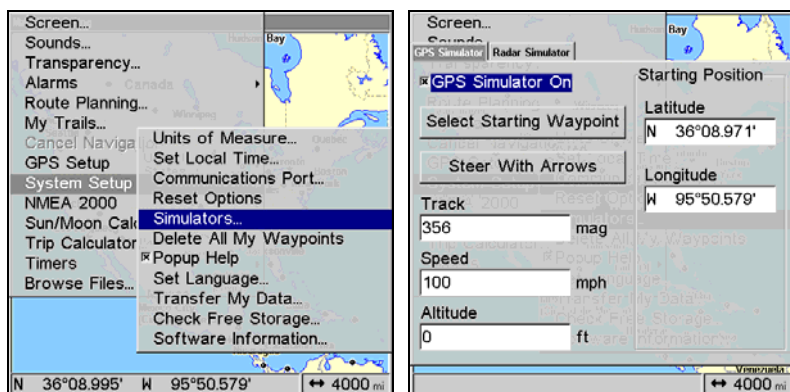 Screen...
Sounds...
Transparency...
Alarms
Route Planning...
My Trails...
Cancel Naviga
GPS Setup
System Setup
NMEA 2000
Sun/Moon Calc
Trip Calculator
Timers
Browse Files...
Units of Measure...
Set Local Time...
Communications Port...
Reset Options
Simulators...
Delete All My Waypoints
Popup Help
Set Language...
Transfer My Data...
Check Free Storage...
Software Information...
Hudson Bay
Canada
Winnipeg
N 36°08.995' W 95°50.579' ↔ 4000 mi
Screen...
Sounds...
Hudson Bay
GPS Simulator Radar Simulator
GPS Simulator On
Select Starting Waypoint
Steer With Arrows
Track
356 mag
Speed
100 mph
Altitude
0 ft
Starting Position
Latitude
N 36°08.971'
Longitude
W 95°50.579'
Venezuela
↔ 4000 mi